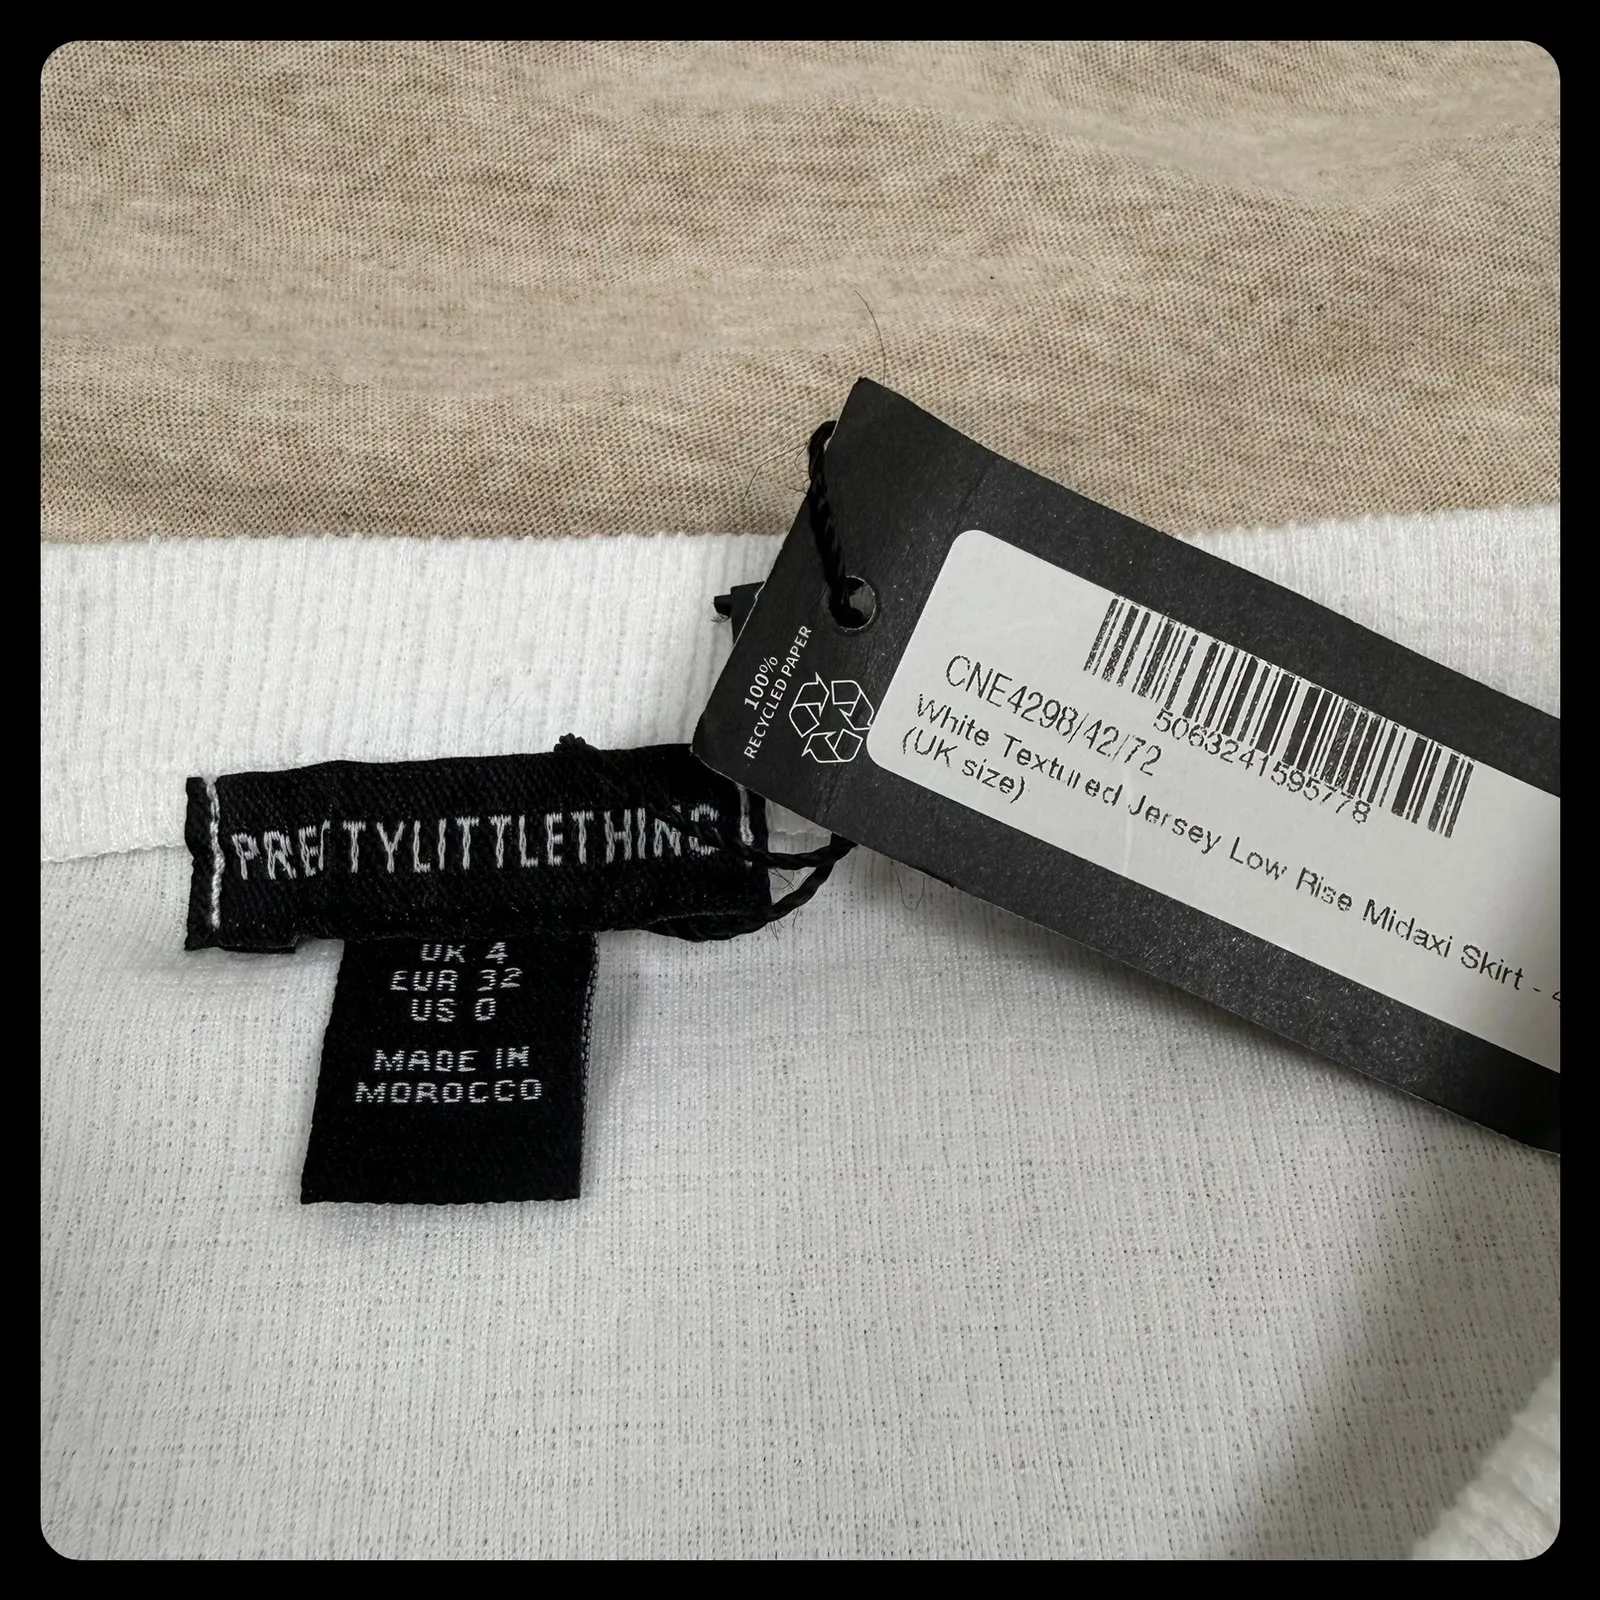 100%
RECYCLED PAPER
5063241595778
CNE4298/42/72
White Textured Jersey Low Rise Midaxi Skirt - 4
(UK size)
PRETTYLITTLETHING
UK 4
EUR 32
US 0
MADE IN
MOROCCO